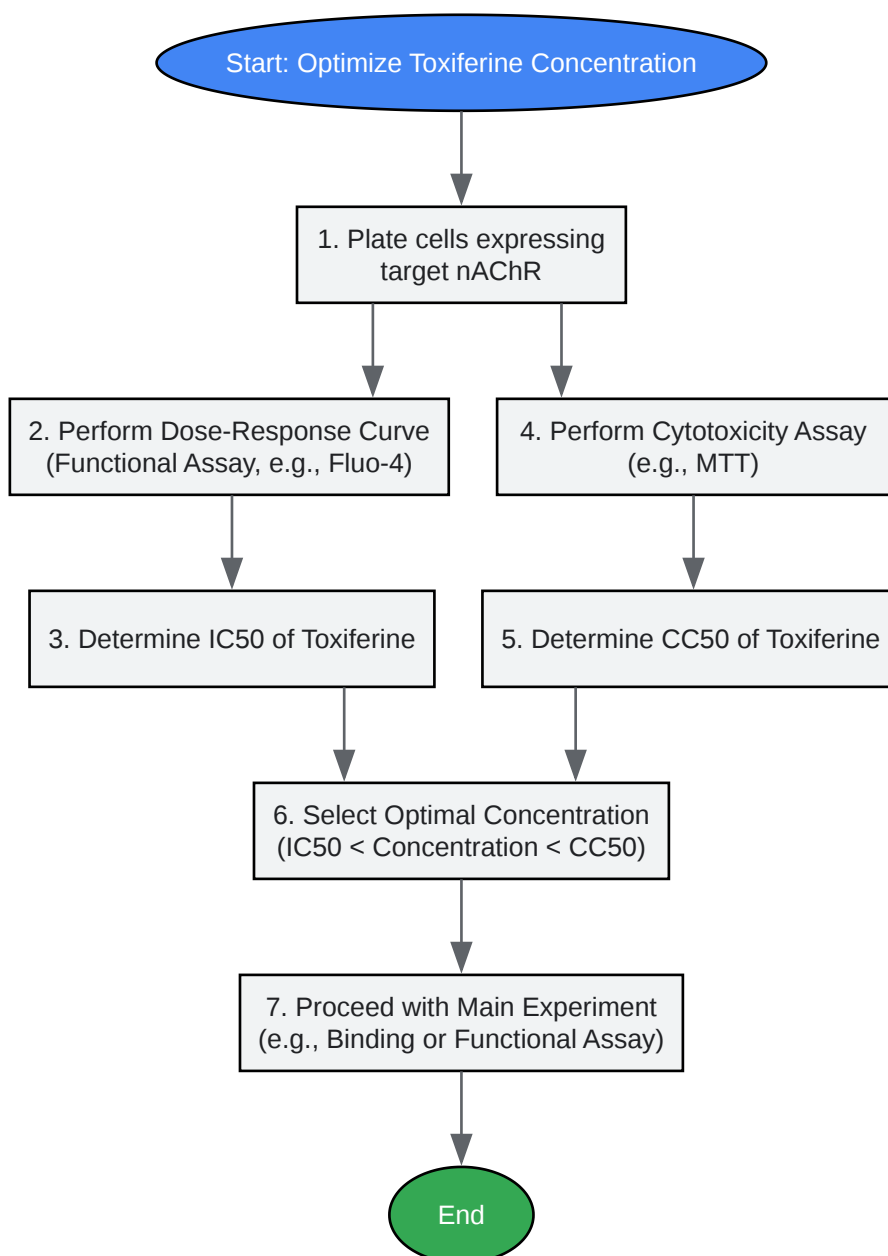 Start: Optimize Toxiferine Concentration
1. Plate cells expressing
target nAChR
2. Perform Dose-Response Curve
(Functional Assay, e.g., Fluo-4)
4. Perform Cytotoxicity Assay
(e.g., MTT)
3. Determine IC50 of Toxiferine
5. Determine CC50 of Toxiferine
6. Select Optimal Concentration
(IC50 < Concentration < CC50)
7. Proceed with Main Experiment
(e.g., Binding or Functional Assay)
End